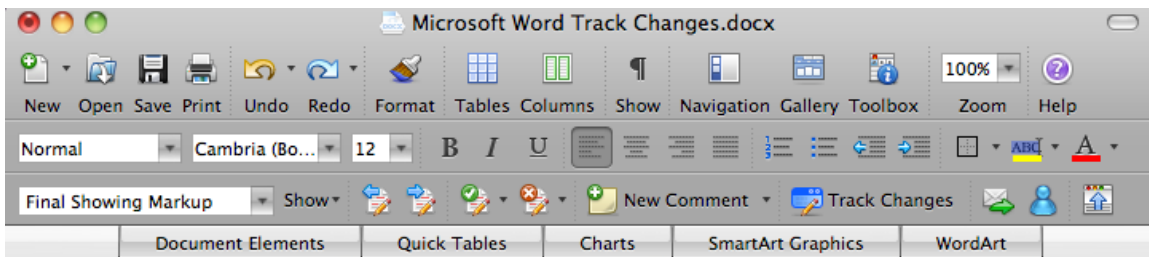 Microsoft Word Track Changes.docx
100%
New Open Save Print Undo Redo Format Tables Columns Show Navigation Gallery Toolbox Zoom Help
Normal Cambria (Bo... 12 B I U ABC A
Final Showing Markup Show New Comment Track Changes
Document Elements Quick Tables Charts SmartArt Graphics WordArt